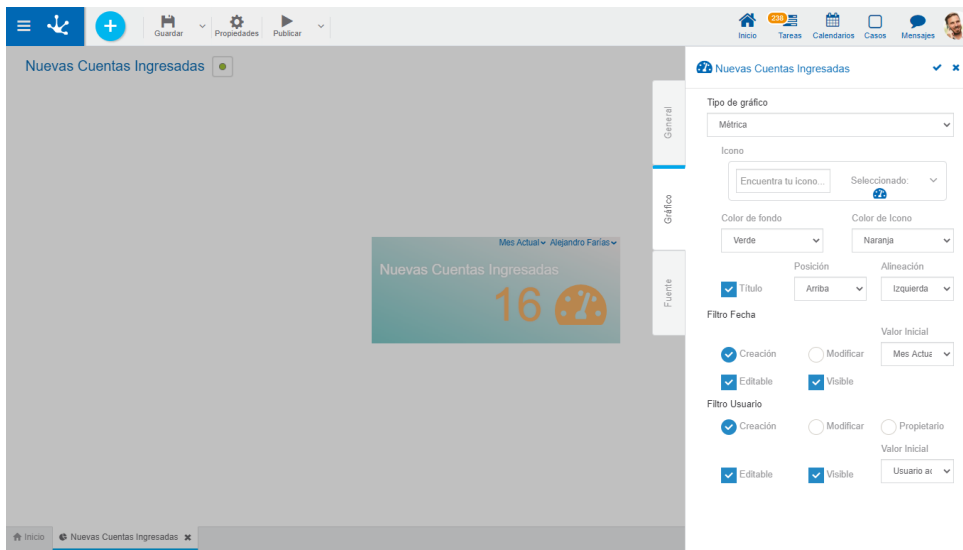 Guardar
Propiedades
Publicar
Inicio
238
Tareas
Calendarios
Casos
Mensajes
Nuevas Cuentas Ingresadas
Mes Actual Alejandro Farías
Nuevas Cuentas Ingresadas
16
General
Gráfico
Fuente
Nuevas Cuentas Ingresadas
Tipo de gráfico
Métrica
Icono
Encuentra tu ícono...
Seleccionado:
Color de fondo
Color de Icono
Verde
Naranja
Posición
Alineación
Título
Arriba
Izquierda
Filtro Fecha
Valor Inicial
Creación
Modificar
Mes Actua
Editable
Visible
Filtro Usuario
Creación
Modificar
Propietario
Valor Inicial
Editable
Visible
Usuario ac
Inicio
Nuevas Cuentas Ingresadas